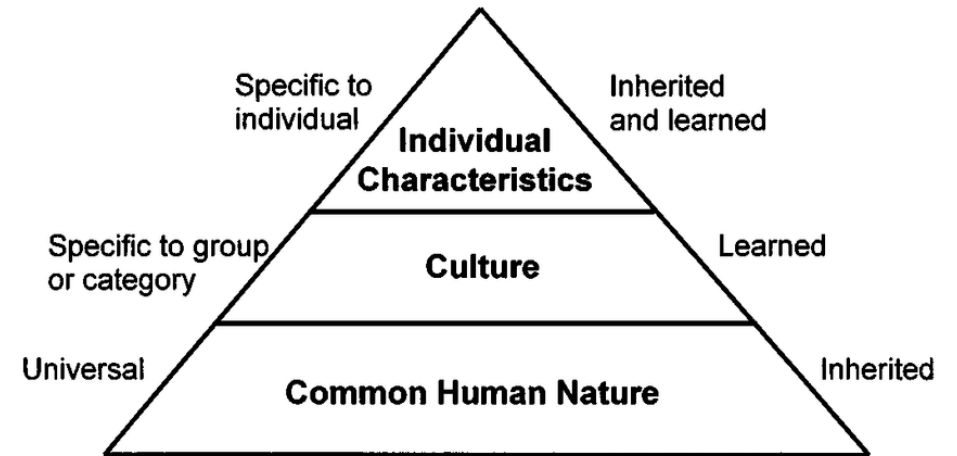 Specific to
individual
Inherited
and learned
Individual
Characteristics
Specific to group
or category
Culture
Learned
Universal
Common Human Nature
Inherited